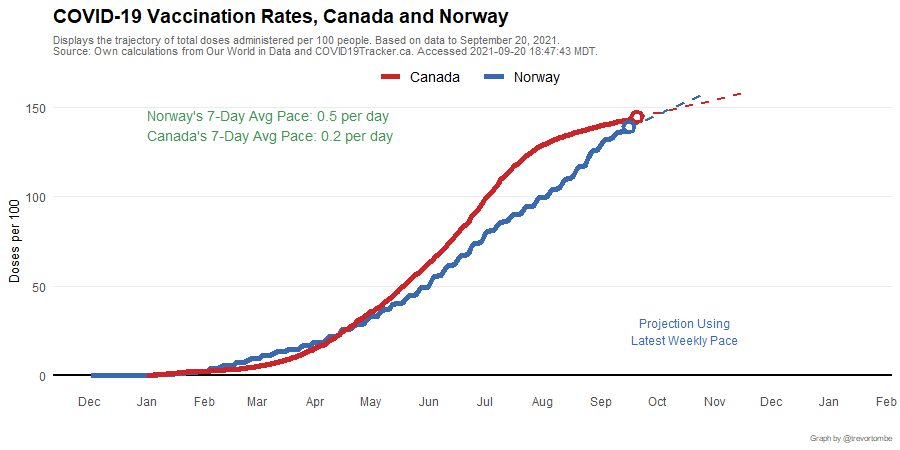 COVID-19 Vaccination Rates, Canada and Norway
Displays the trajectory of total doses administered per 100 people. Based on data to September 20, 2021.
Source: Own calculations from Our World in Data and COVID19Tracker.ca. Accessed 2021-09-20 18:47:43 MDT.
Canada Norway
Norway's 7-Day Avg Pace: 0.5 per day
Canada's 7-Day Avg Pace: 0.2 per day
Doses per 100
150
100
50
0
Projection Using
Latest Weekly Pace
Dec Jan Feb Mar Apr May Jun Jul Aug Sep Oct Nov Dec Jan Feb
Graph by @trevortombe